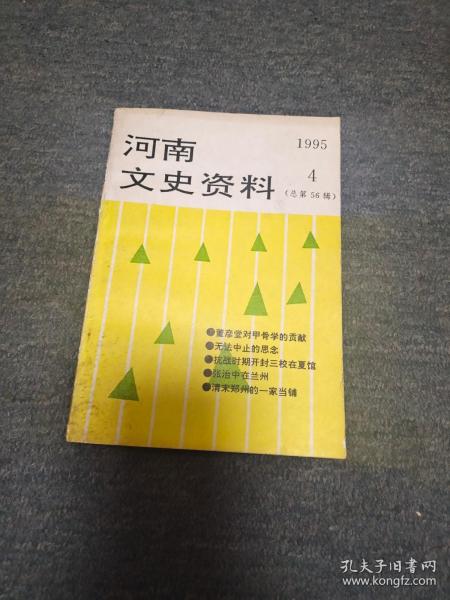 河南
文史资料
1995
4
(总第56辑)
●董彦堂对甲骨学的贡献
●无法中止的思念
●抗战时期开封三校在夏馆
●张治中在兰州
●清末郑州的一家当铺
孔夫子旧书网
www.kongfz.com